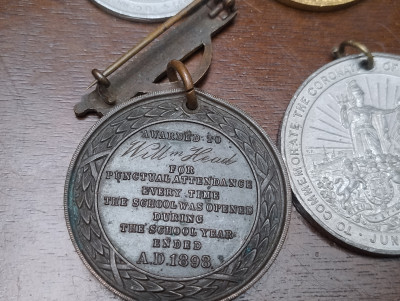 AWARDED TO
Willm Head
FOR
PUNCTUAL ATTENDANCE
EVERY TIME
THE SCHOOL WAS OPENED
DURING
THE SCHOOL YEAR
ENDED
A.D. 1898.
TO COMMEMORATE THE CORONA
JUN